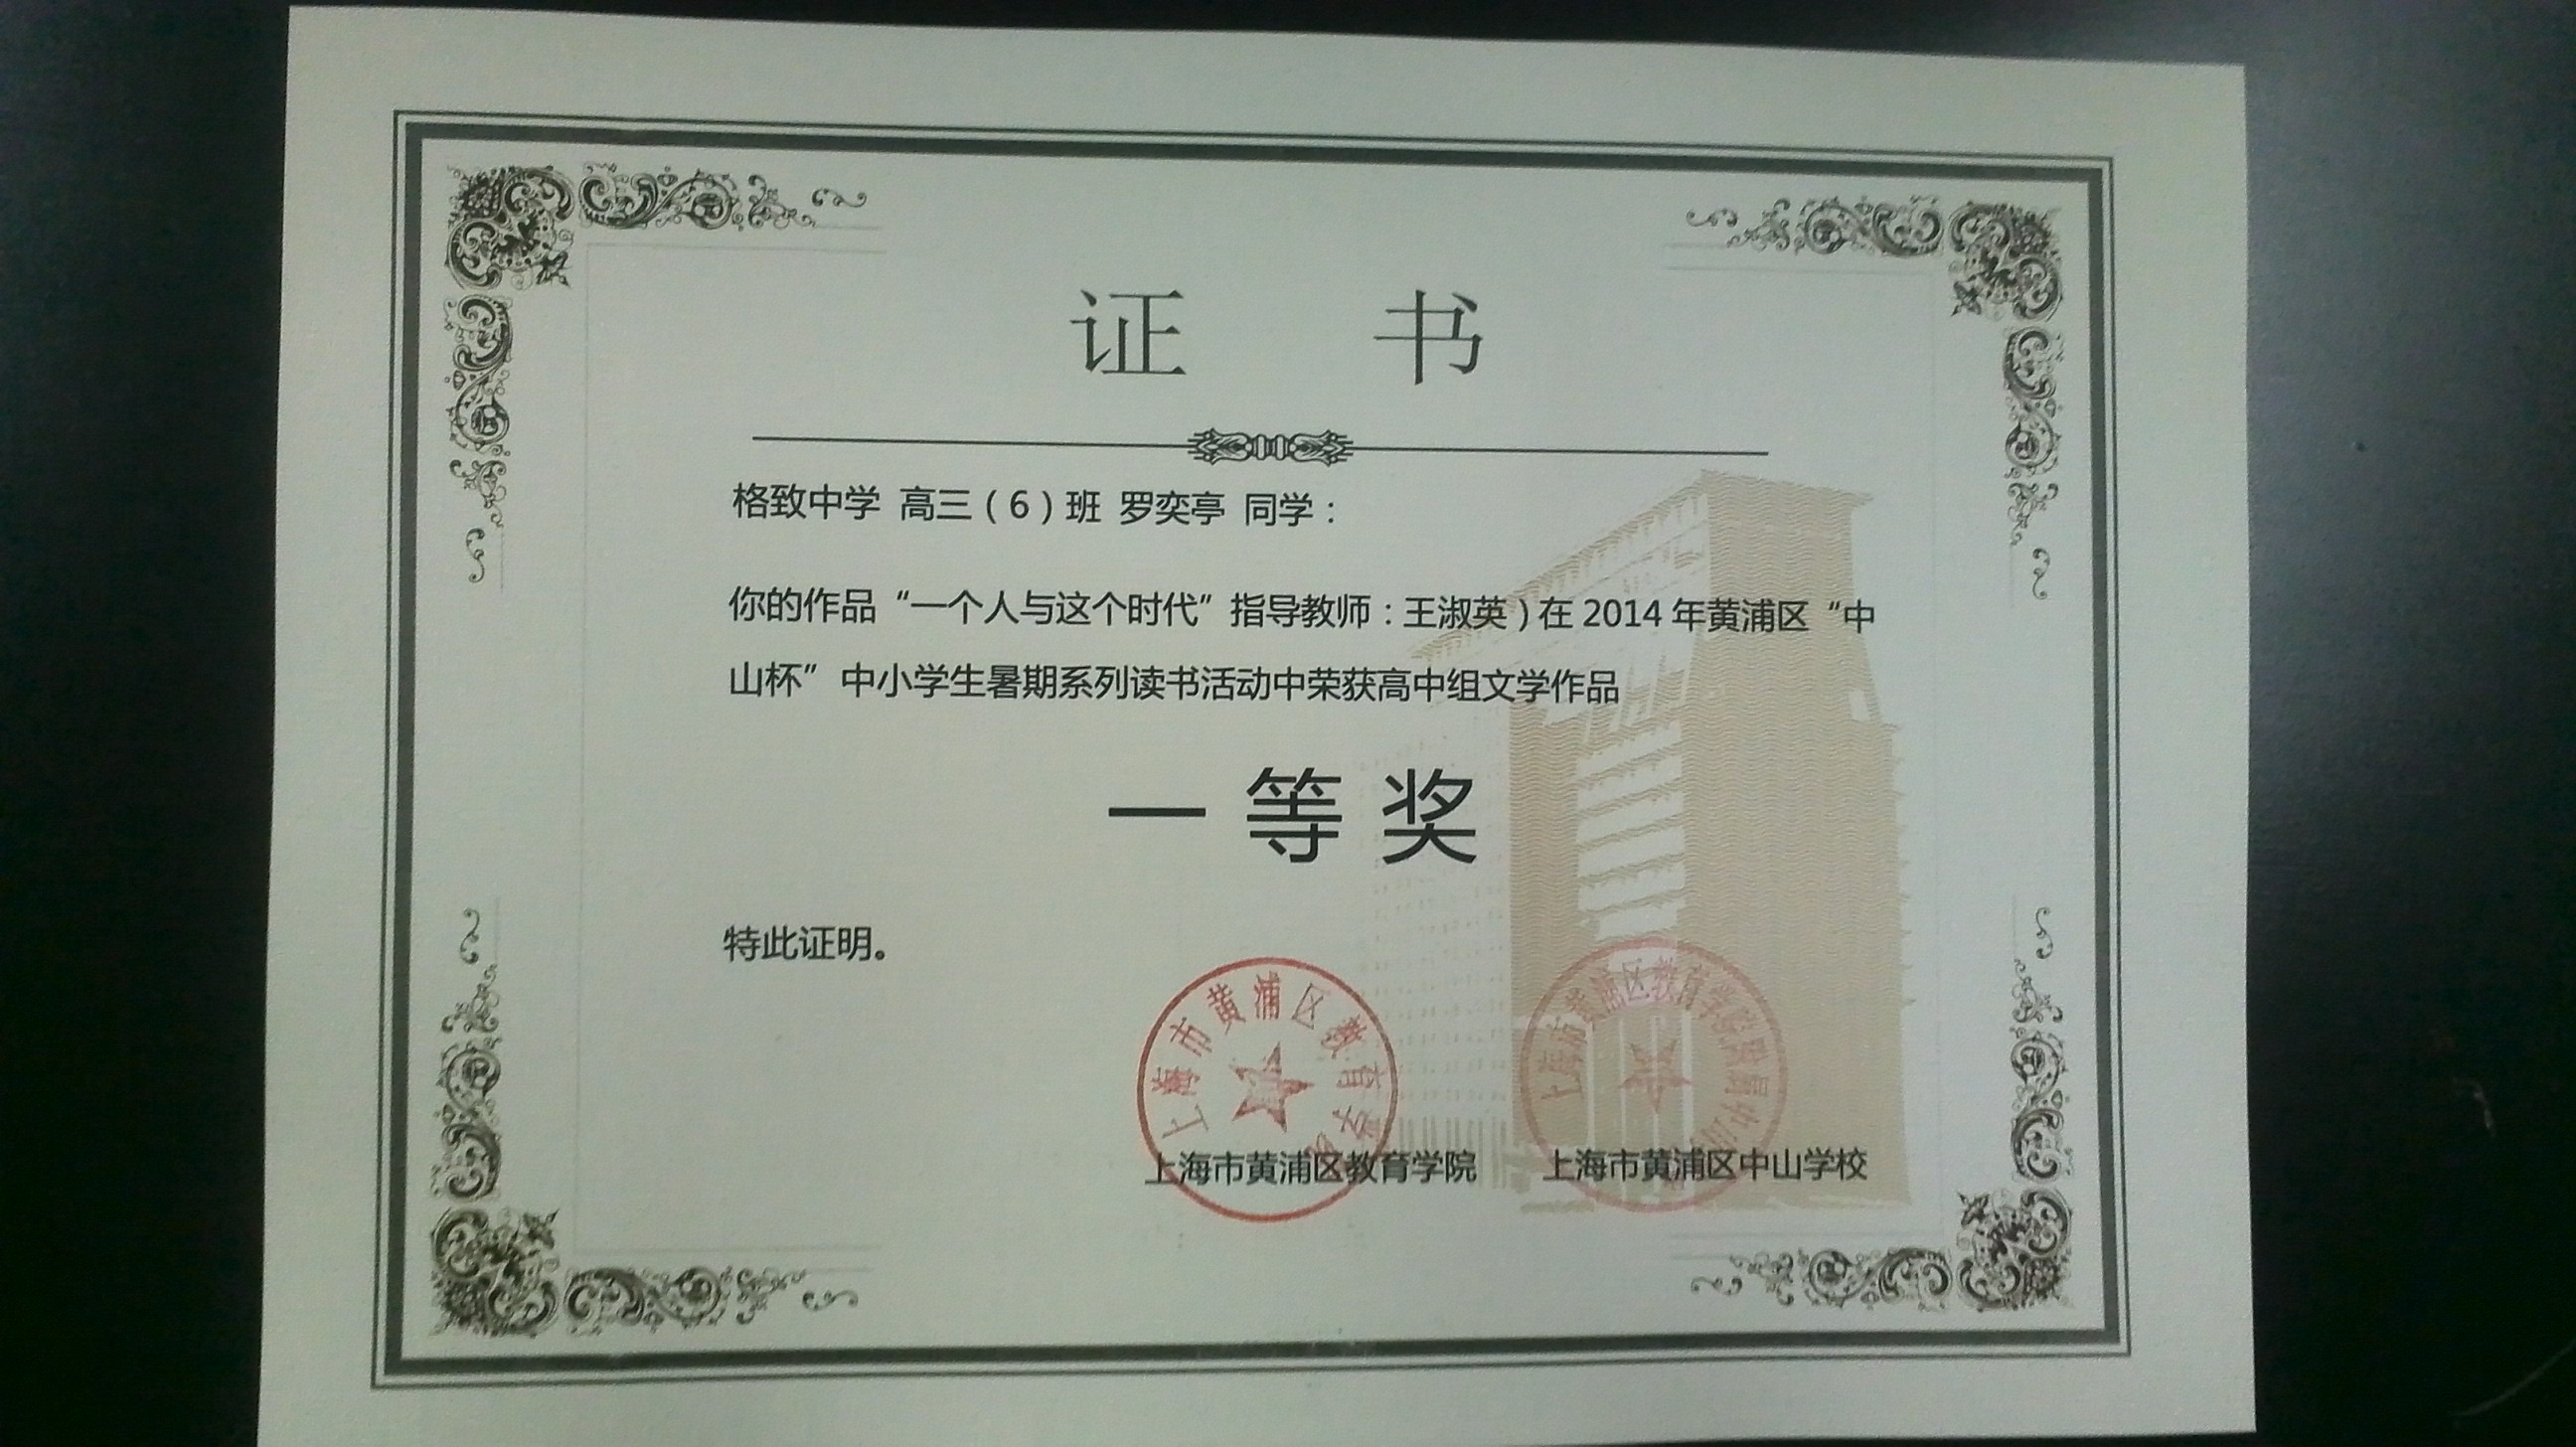 证 书
格致中学 高三（6）班 罗奕亭 同学：
你的作品“一个人与这个时代”指导教师：王淑英）在 2014 年黄浦区“中
山杯”中小学生暑期系列读书活动中荣获高中组文学作品
一等奖
特此证明。
上海市黄浦区教育学院
上海市黄浦区教育学院 上海市黄浦区中山学校